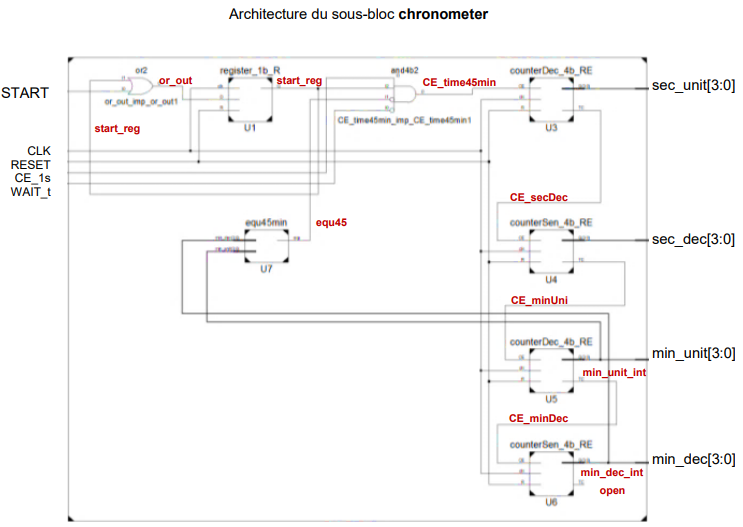 Architecture du sous-bloc chronometer
or2
or_out
register_1b_R
start_reg
and4b2
CE_time45min
counterDec_4b_RE
sec_unit[3:0]
START
or_out_imp_or_out1
start_reg
U1
CE_time45min_imp_CE_time45min1
U3
CLK
RESET
CE_1s
WAIT_t
CE_secDec
equ45min
equ45
counterSen_4b_RE
sec_dec[3:0]
U7
U4
CE_minUni
counterDec_4b_RE
min_unit[3:0]
min_unit_int
U5
CE_minDec
counterSen_4b_RE
min_dec[3:0]
min_dec_int
open
U6